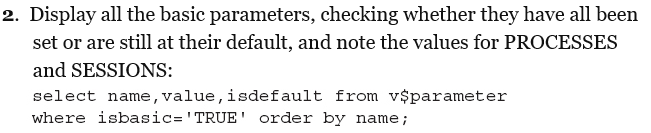 2. Display all the basic parameters, checking whether they have all been
set or are still at their default, and note the values for PROCESSES
and SESSIONS:
select name,value,isdefault from v$parameter
where isbasic='TRUE' order by name;